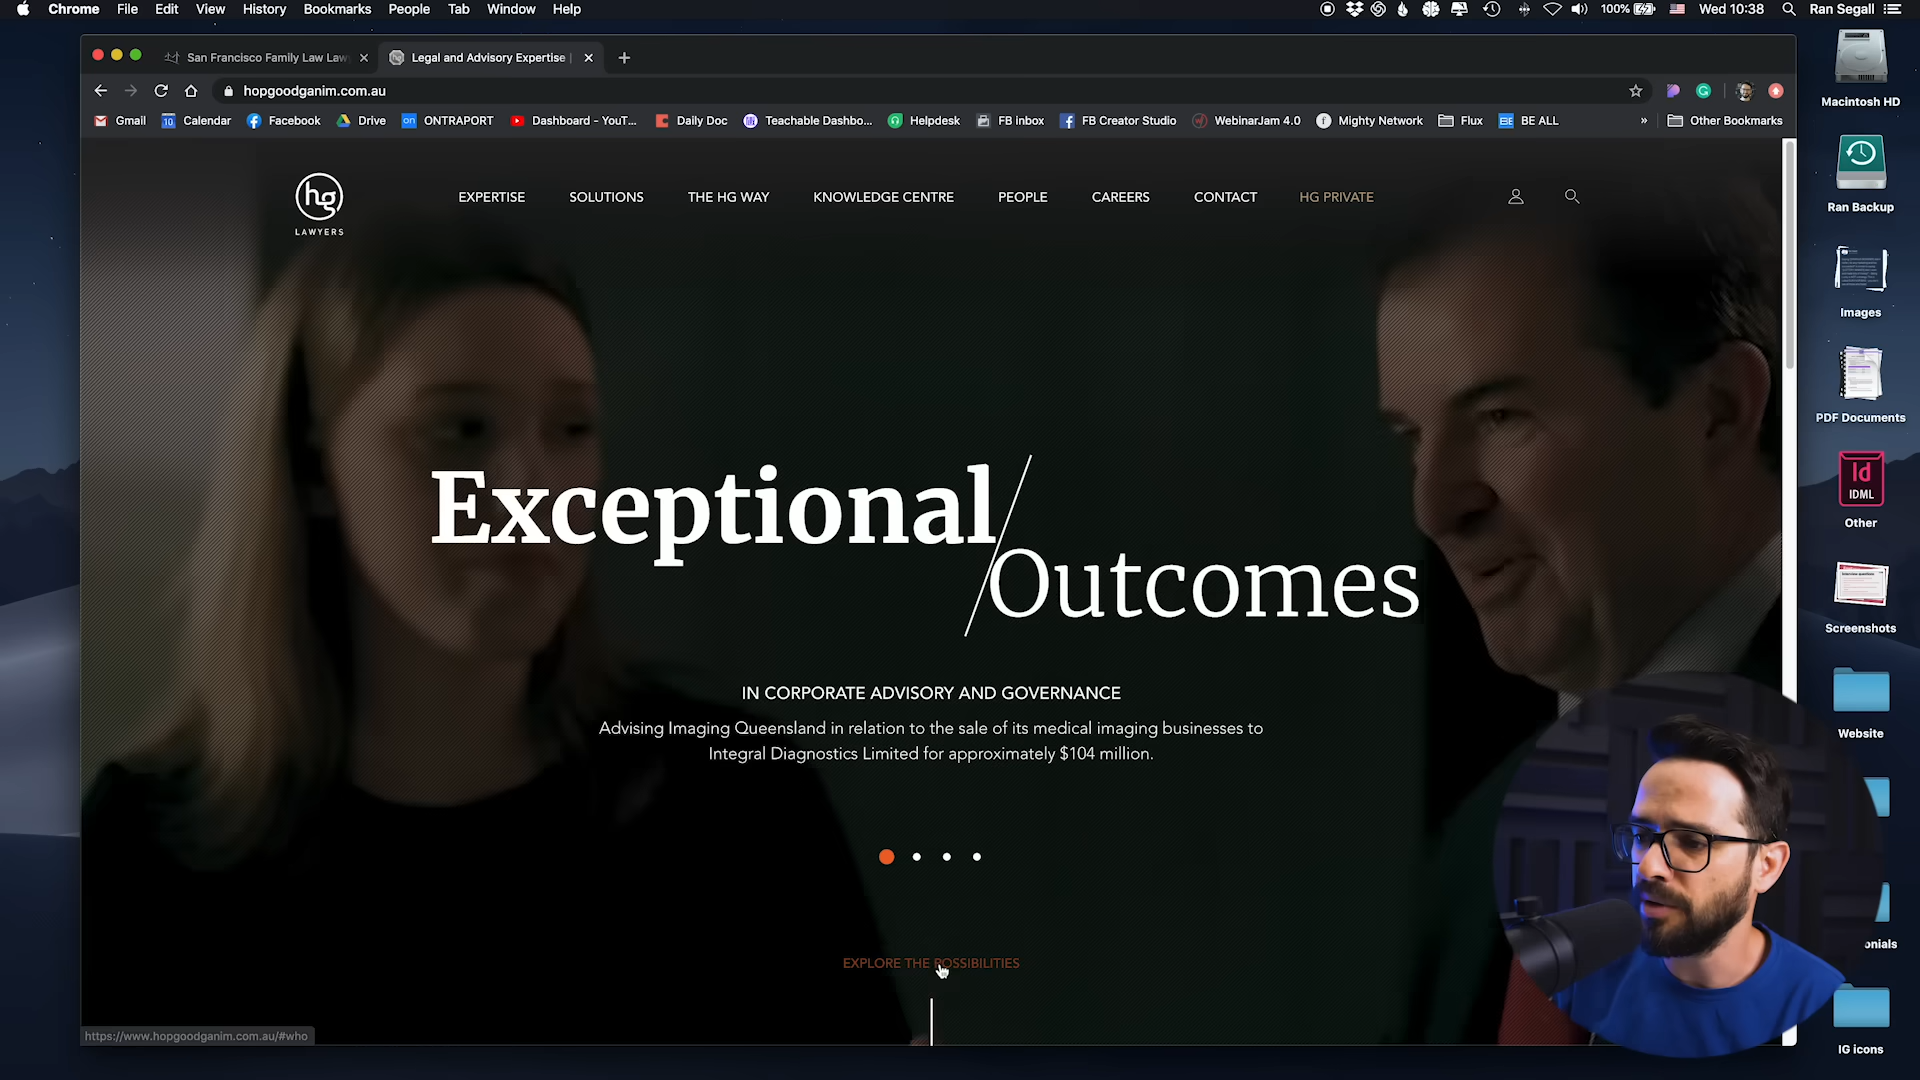 Chrome File Edit View History Bookmarks People Tab Window Help 100% Wed 10:38 Ran Segall
San Francisco Family Law Law
Legal and Advisory Expertise |
hopgoodganim.com.au
Gmail Calendar Facebook Drive ONTRAPORT Dashboard - YouT... Daily Doc Teachable Dashbo... Helpdesk FB inbox FB Creator Studio WebinarJam 4.0 Mighty Network Flux BE ALL » Other Bookmarks
hg
LAWYERS
EXPERTISE SOLUTIONS THE HG WAY KNOWLEDGE CENTRE PEOPLE CAREERS CONTACT HG PRIVATE
Exceptional
Outcomes
IN CORPORATE ADVISORY AND GOVERNANCE
Advising Imaging Queensland in relation to the sale of its medical imaging businesses to
Integral Diagnostics Limited for approximately $104 million.
EXPLORE THE POSSIBILITIES
https://www.hopgoodganim.com.au/#who
Macintosh HD
Ran Backup
Images
PDF Documents
Id
IDML
Other
Screenshots
Website
onials
IG icons